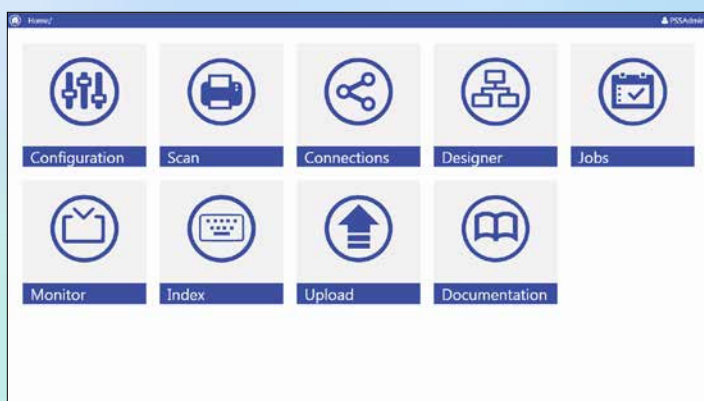 Home/
PSSAdmin
Configuration
Scan
Connections
Designer
Jobs
Monitor
Index
Upload
Documentation